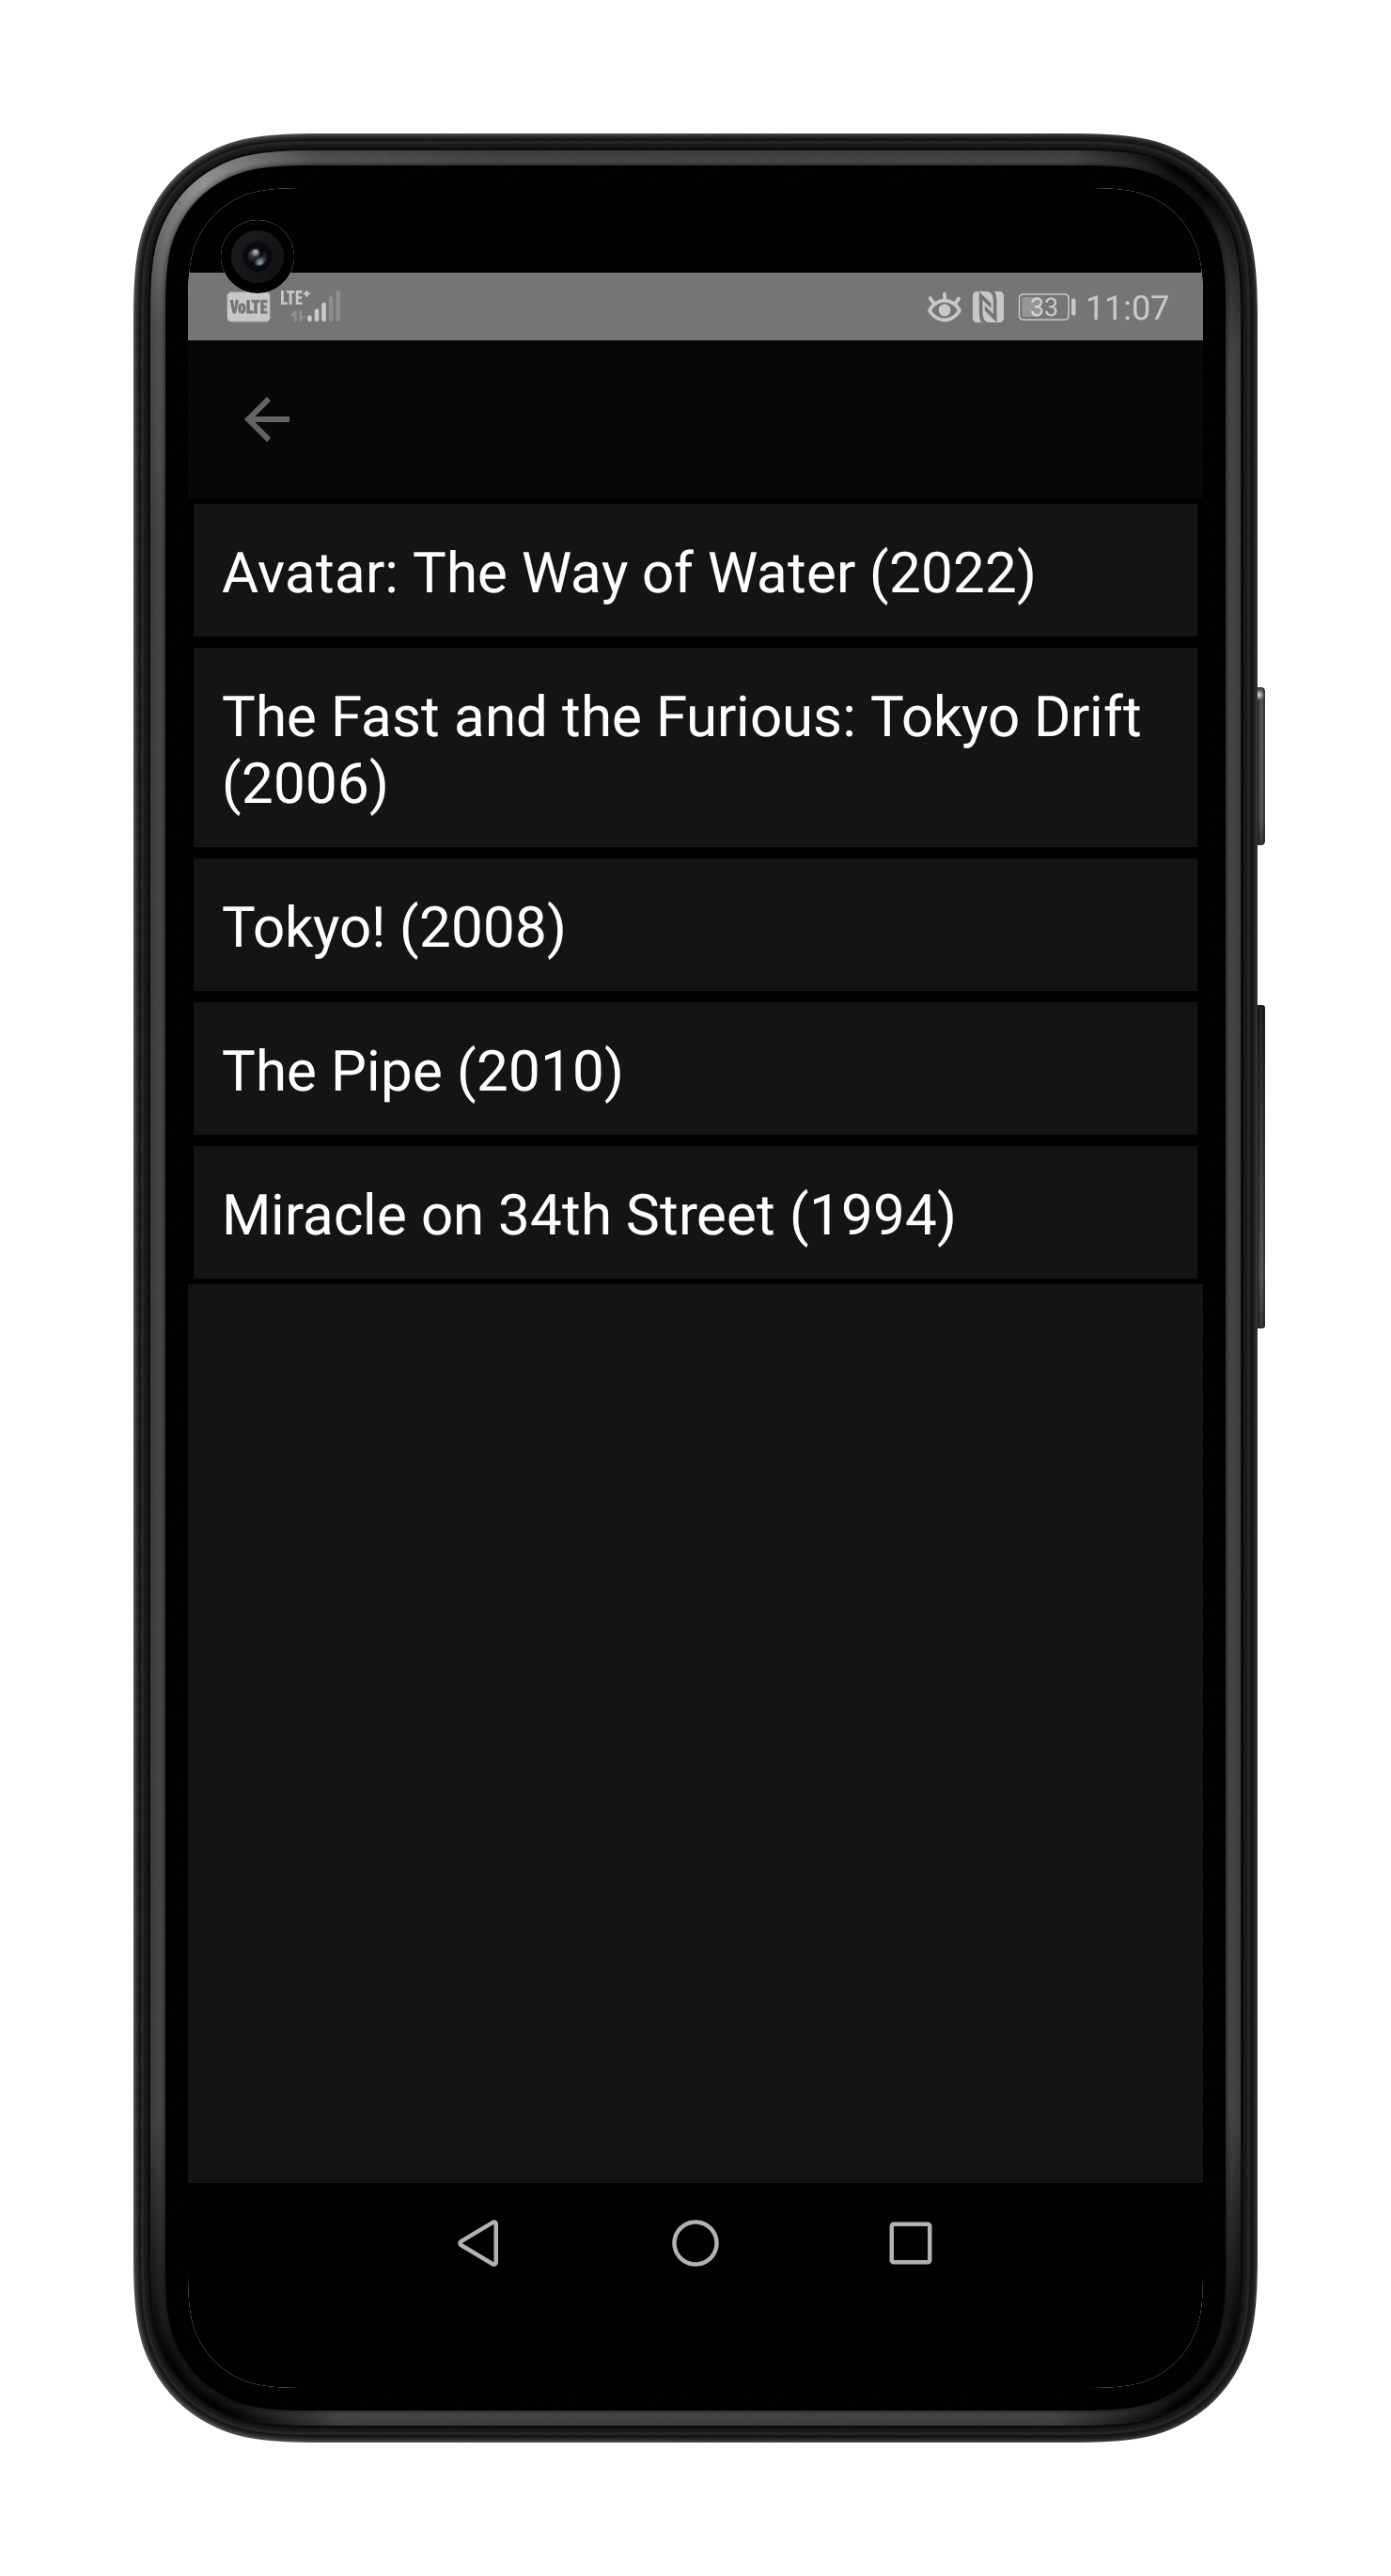 VoLTE LTE+ 33 11:07
Avatar: The Way of Water (2022)
The Fast and the Furious: Tokyo Drift
(2006)
Tokyo! (2008)
The Pipe (2010)
Miracle on 34th Street (1994)